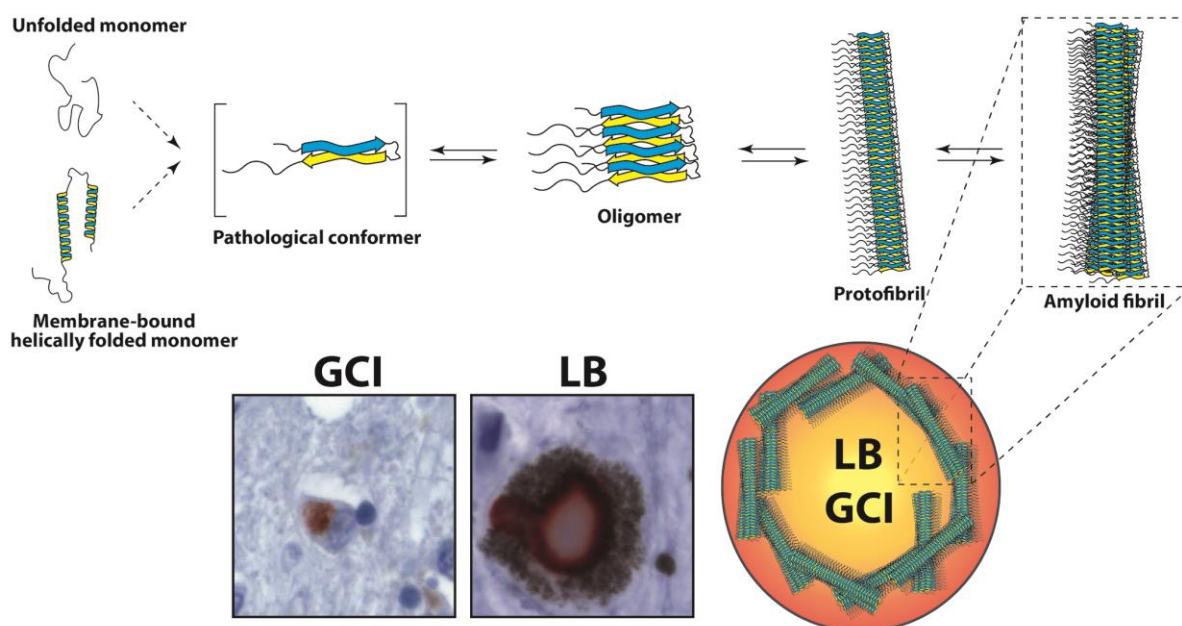 Unfolded monomer
Pathological conformer
Oligomer
Protofibril
Amyloid fibril
Membrane-bound
helically folded monomer
GCI
LB
LB
GCI